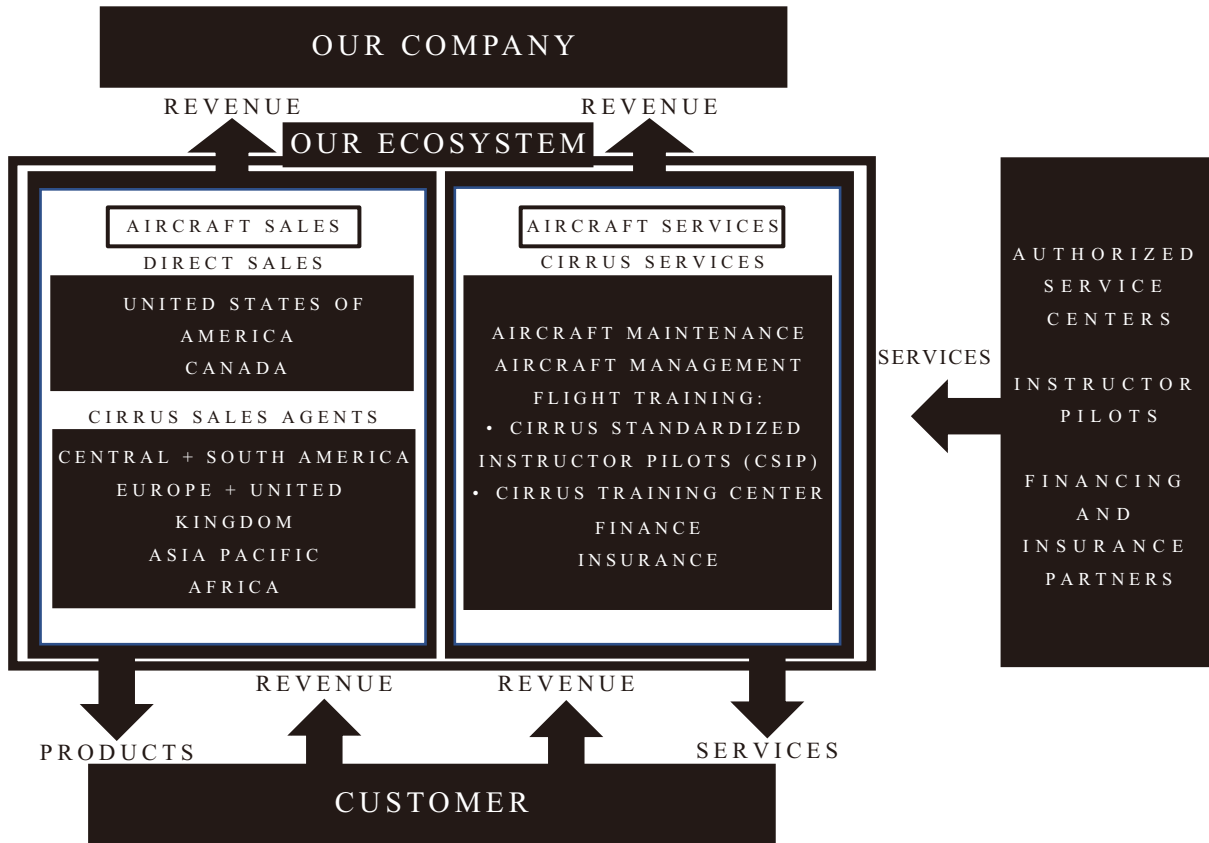 OUR COMPANY
REVENUE
REVENUE
OUR ECOSYSTEM
AIRCRAFT SALES
DIRECT SALES
UNITED STATES OF
AMERICA
CANADA
CIRRUS SALES AGENTS
CENTRAL + SOUTH AMERICA
EUROPE + UNITED
KINGDOM
ASIA PACIFIC
AFRICA
AIRCRAFT SERVICES
CIRRUS SERVICES
AIRCRAFT MAINTENANCE
AIRCRAFT MANAGEMENT
FLIGHT TRAINING:
• CIRRUS STANDARDIZED
INSTRUCTOR PILOTS (CSIP)
• CIRRUS TRAINING CENTER
FINANCE
INSURANCE
SERVICES
AUTHORIZED
SERVICE
CENTERS
INSTRUCTOR
PILOTS
FINANCING
AND
INSURANCE
PARTNERS
REVENUE
REVENUE
PRODUCTS
SERVICES
CUSTOMER